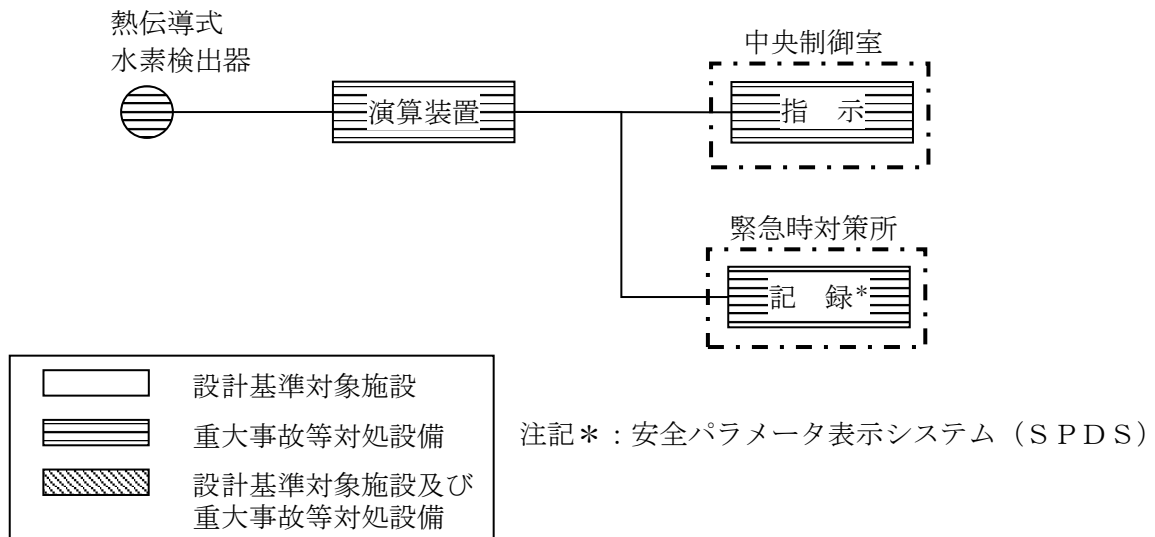 熱伝導式
水素検出器
演算装置
中央制御室
指　示
緊急時対策所
記　録*
設計基準対象施設
重大事故等対処設備
設計基準対象施設及び
重大事故等対処設備
注記＊：安全パラメータ表示システム（ＳＰＤＳ）